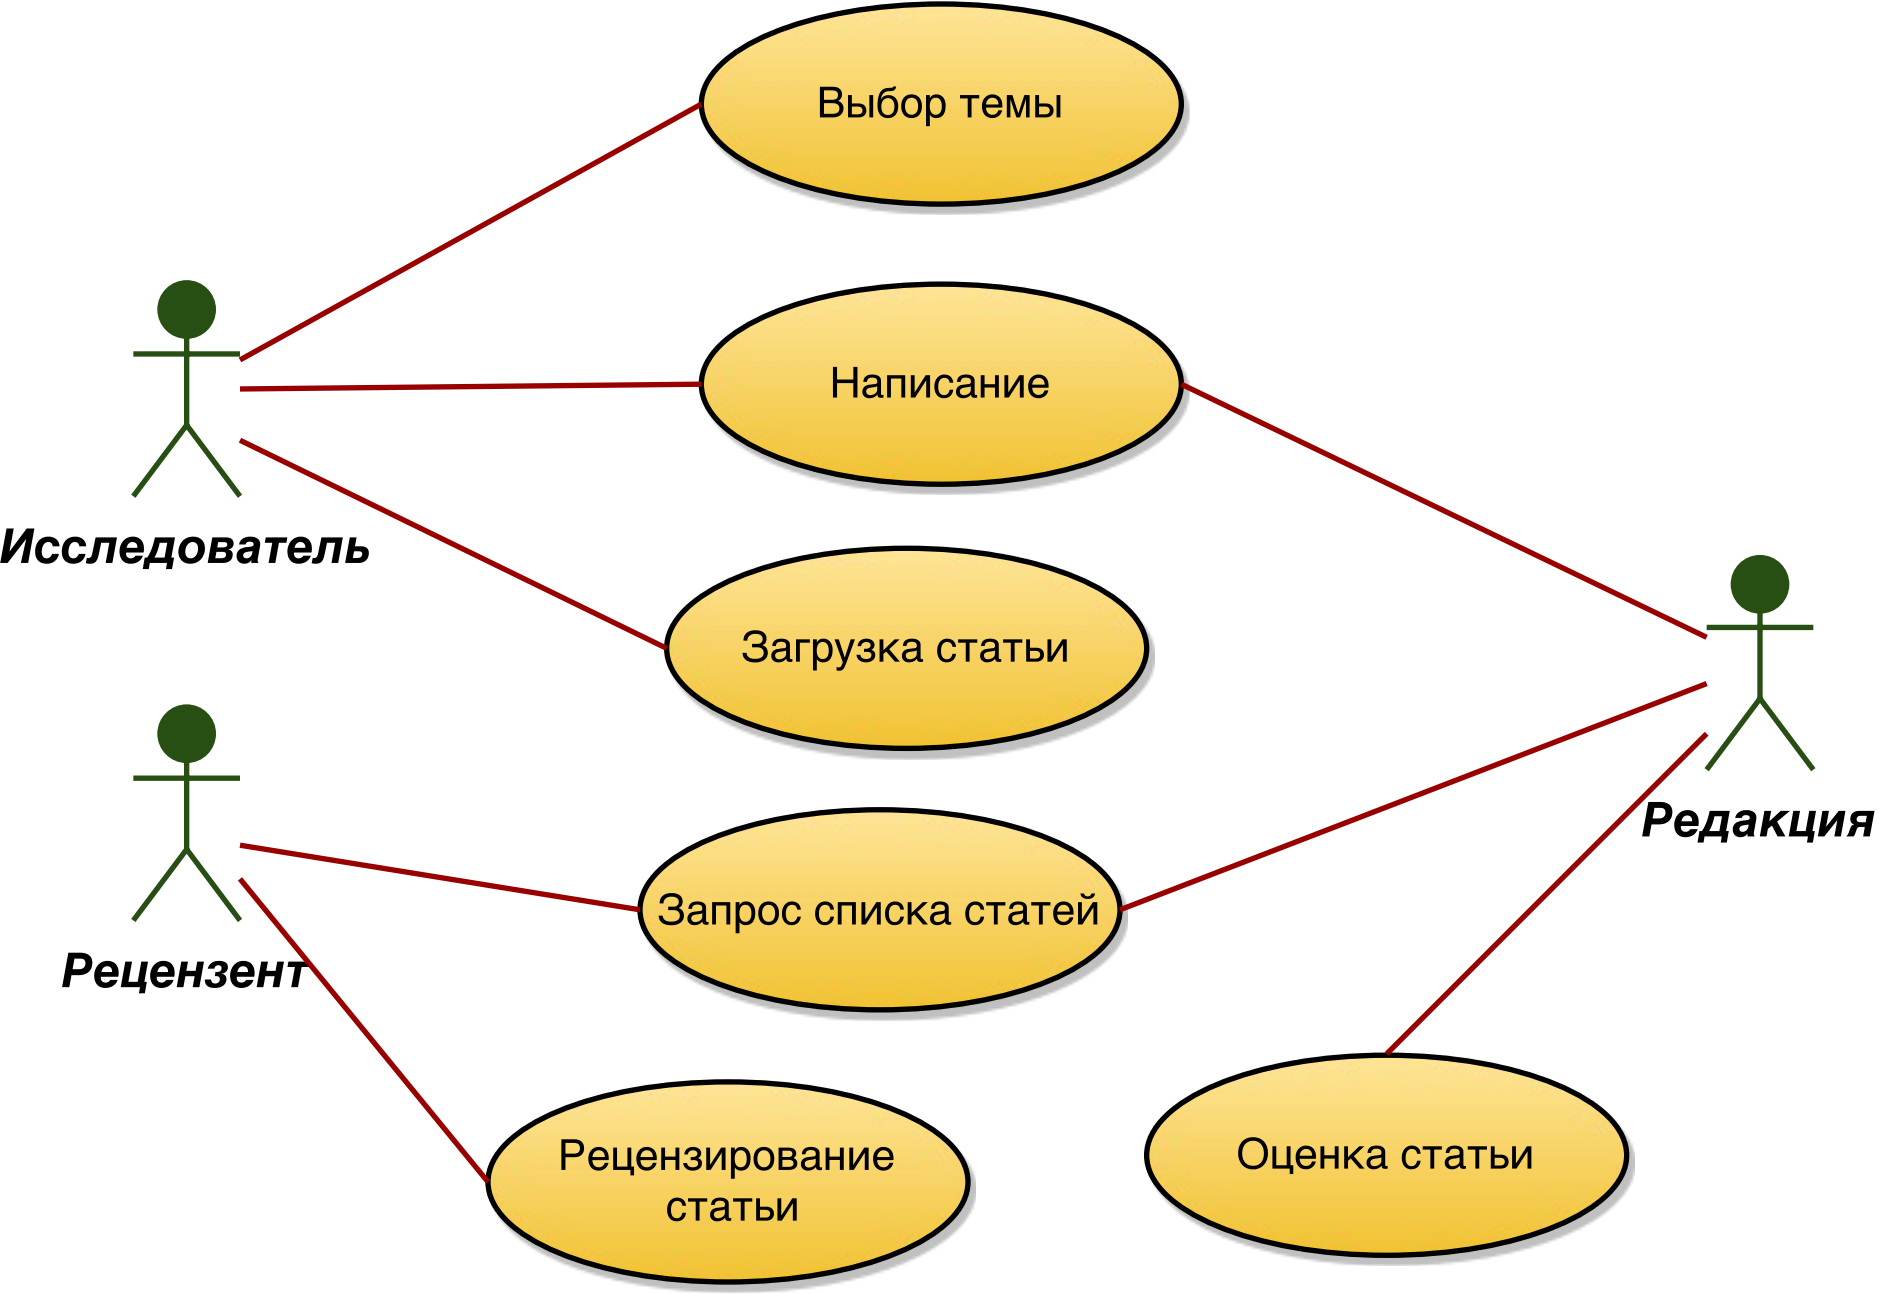 Выбор темы
Написание
Исследователь
Загрузка статьи
Редакция
Запрос списка статей
Рецензент
Рецензирование
статьи
Оценка статьи